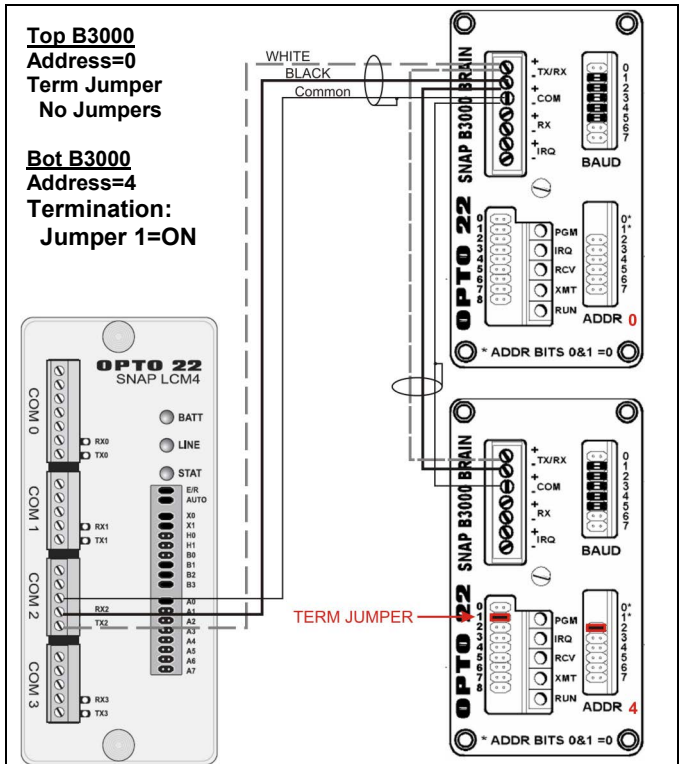 Top B3000
Address=0
Term Jumper
No Jumpers
Bot B3000
Address=4
Termination:
Jumper 1=ON
WHITE
BLACK
Common
SNAP B3000 BRAIN
+
TX/RX
-
+
COM
-
+
RX
-
+
IRQ
-
0
1
2
3
4
5
6
7
BAUD
OPTO 22
0
1
2
3
4
5
6
7
8
PGM
IRQ
RCV
XMT
RUN
0*
1*
2
3
4
5
6
7
ADDR 0
* ADDR BITS 0&1 =0
OPTO 22
SNAP LCM4
COM 0
RX0
TX0
COM 1
RX1
TX1
COM 2
RX2
TX2
COM 3
RX3
TX3
BATT
LINE
STAT
E/R
AUTO
X0
X1
H0
H1
B0
B1
B2
B3
A0
A1
A2
A3
A4
A5
A6
A7
SNAP B3000 BRAIN
+
TX/RX
-
+
COM
-
+
RX
-
+
IRQ
-
0
1
2
3
4
5
6
7
BAUD
TERM JUMPER
OPTO 22
0
1
2
3
4
5
6
7
8
PGM
IRQ
RCV
XMT
RUN
0*
1*
2
3
4
5
6
7
ADDR 4
* ADDR BITS 0&1 =0